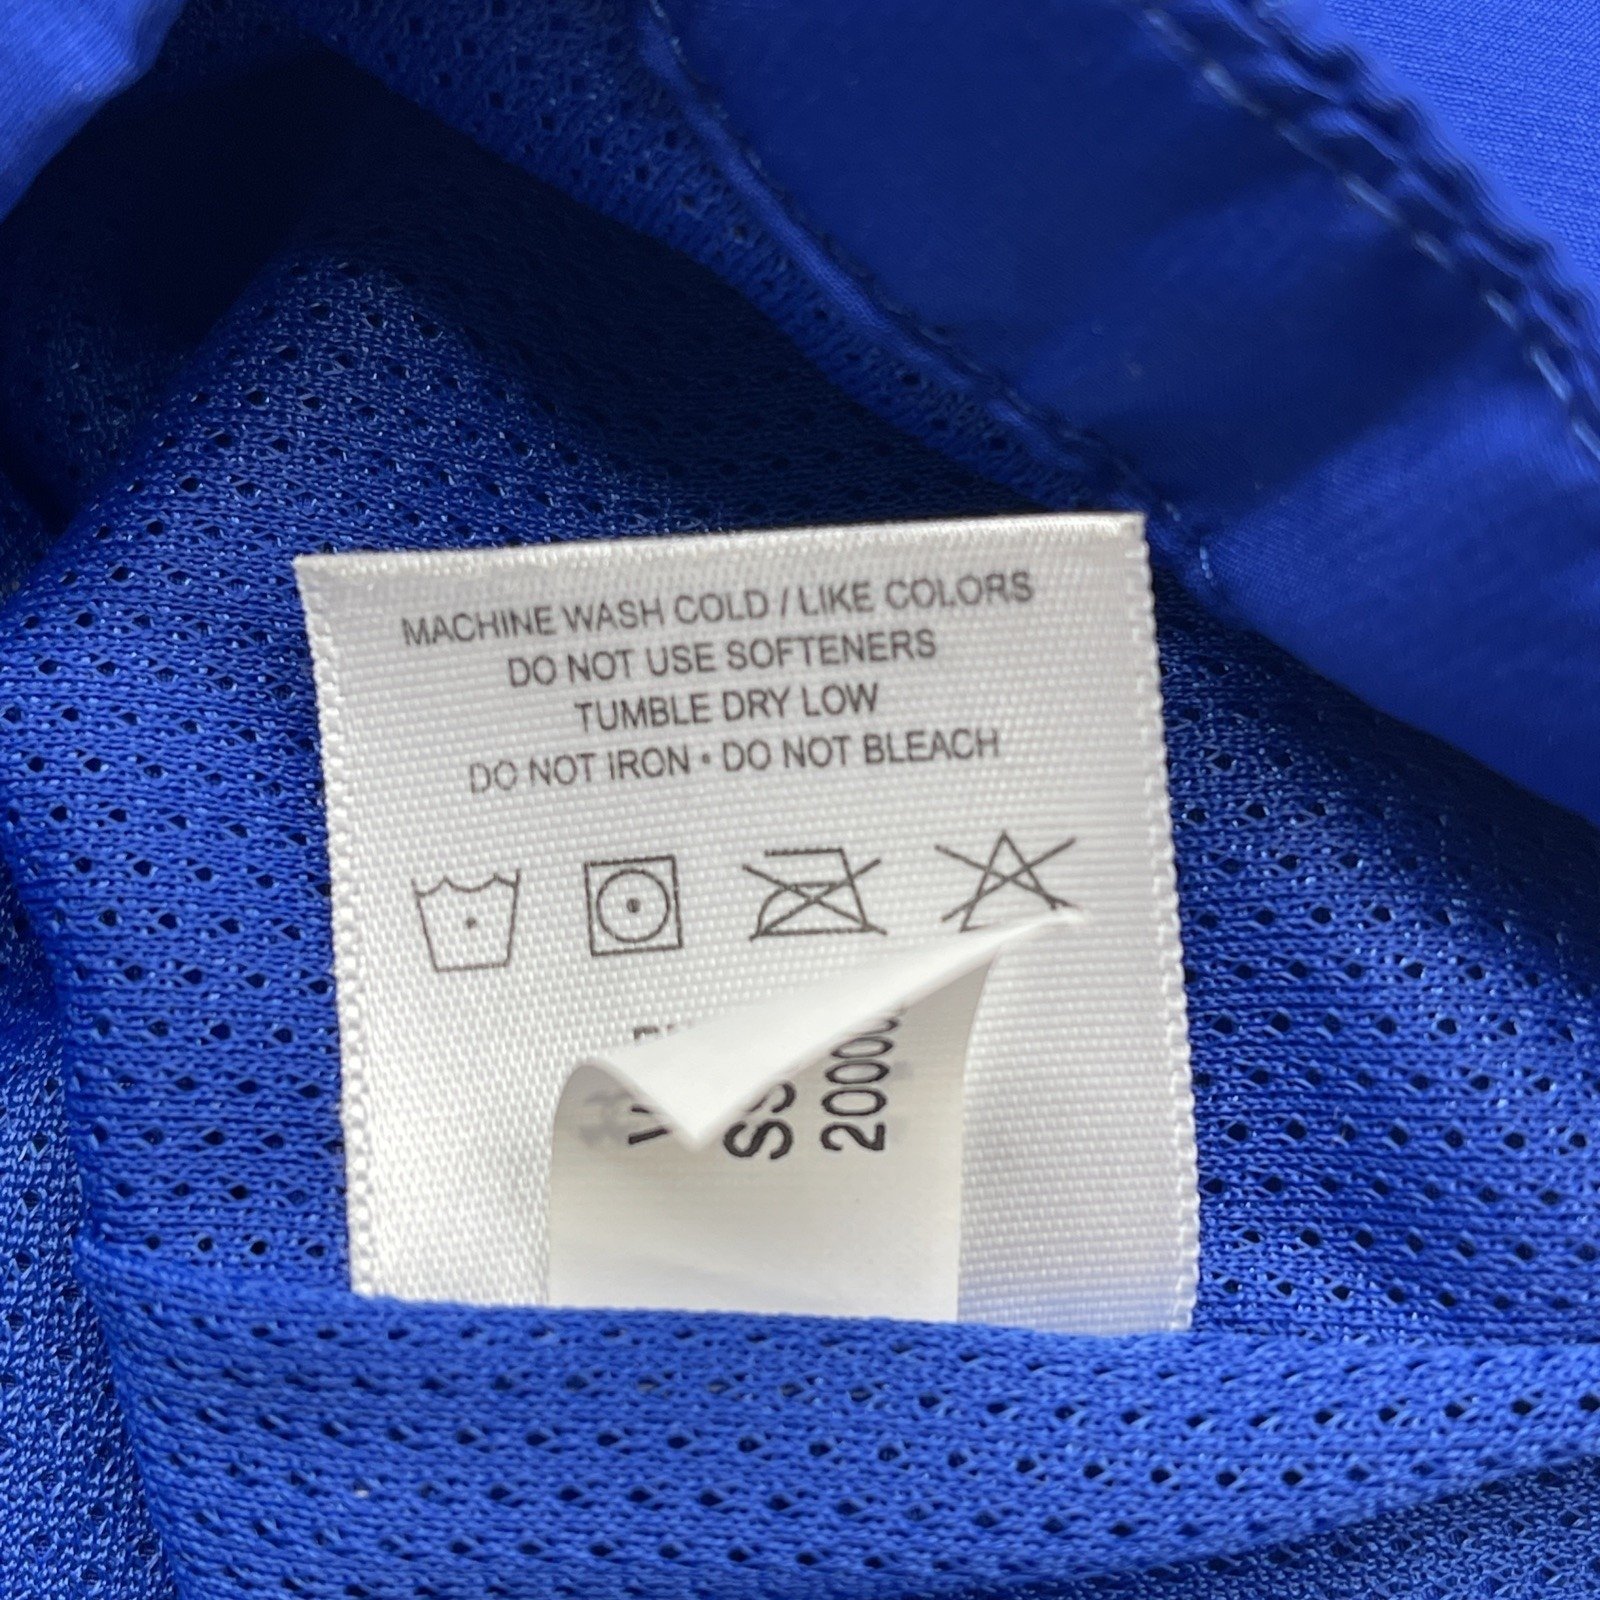 MACHINE WASH COLD / LIKE COLORS
DO NOT USE SOFTENERS
TUMBLE DRY LOW
DO NOT IRON • DO NOT BLEACH